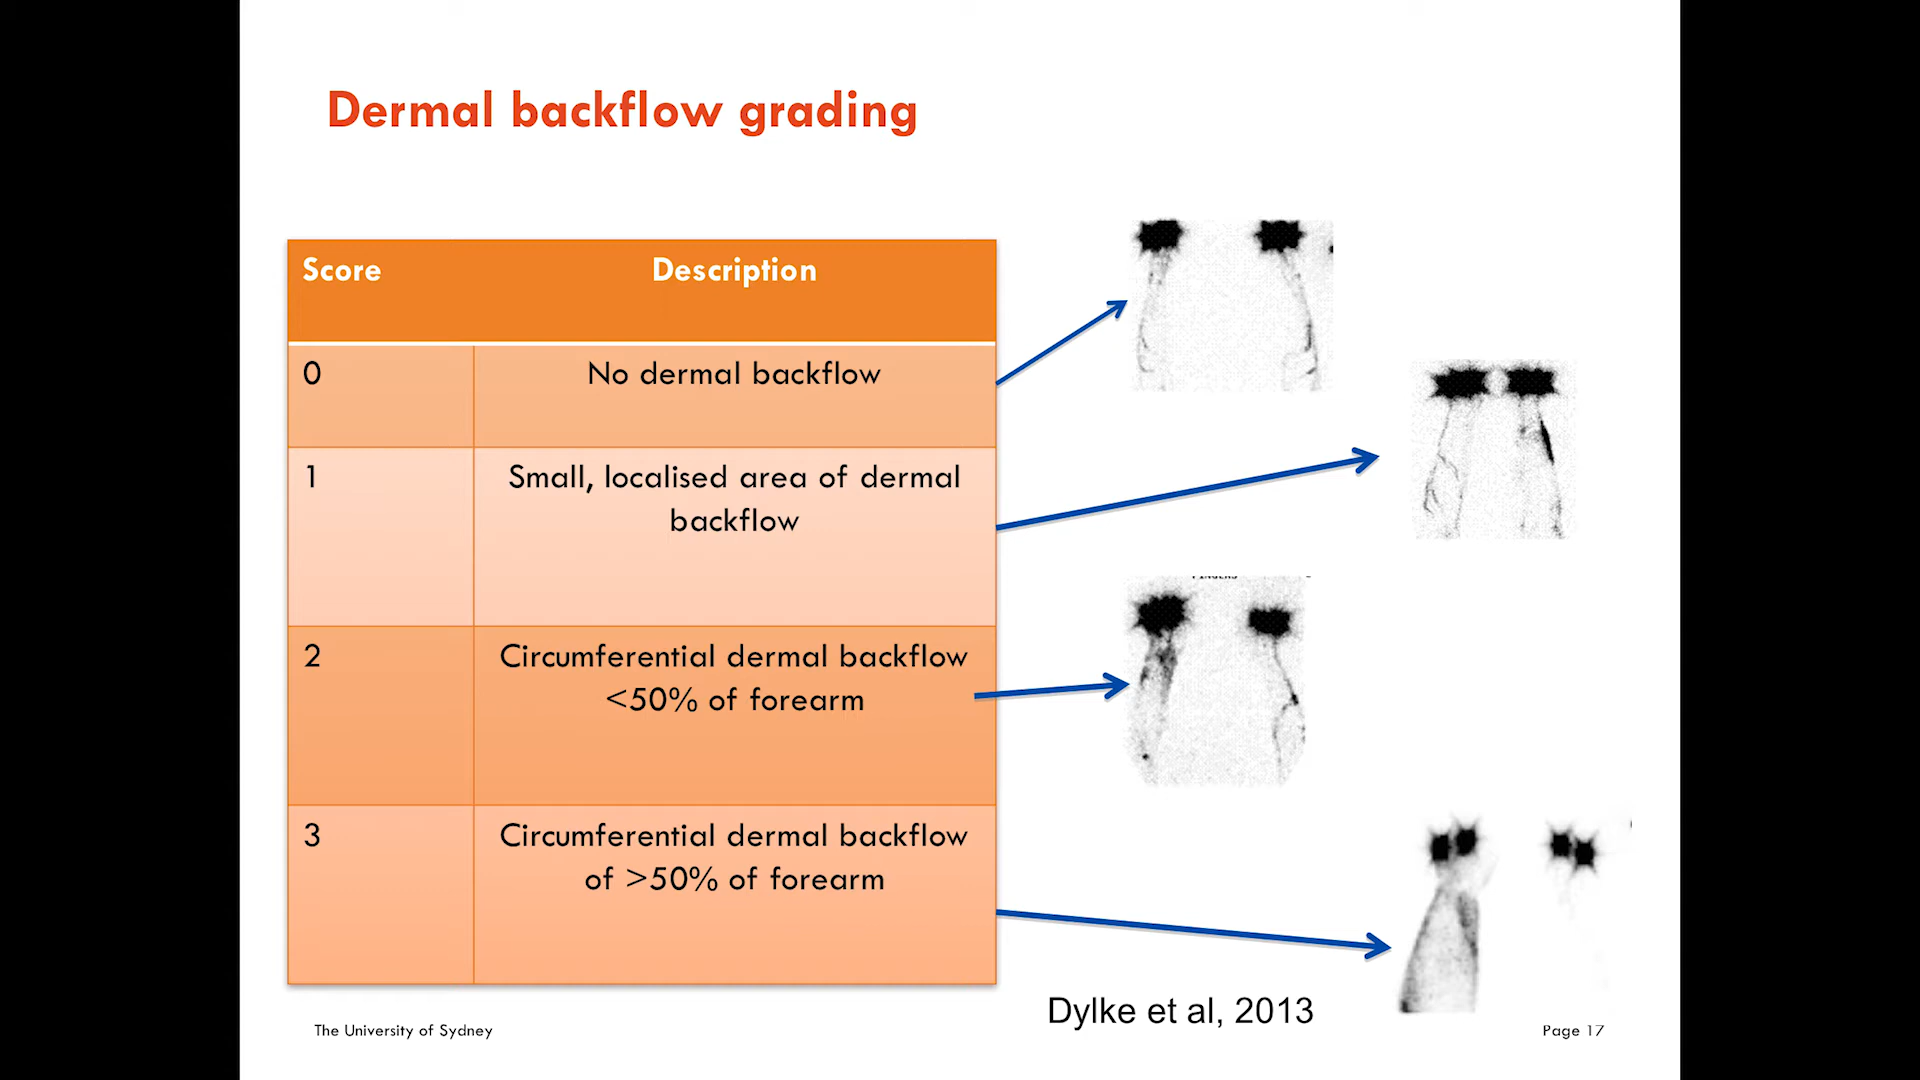 Dermal backflow grading
Score Description
0 No dermal backflow
1 Small, localised area of dermal
backflow
2 Circumferential dermal backflow
<50% of forearm
3 Circumferential dermal backflow
of >50% of forearm
Dylke et al, 2013
The University of Sydney
Page 17